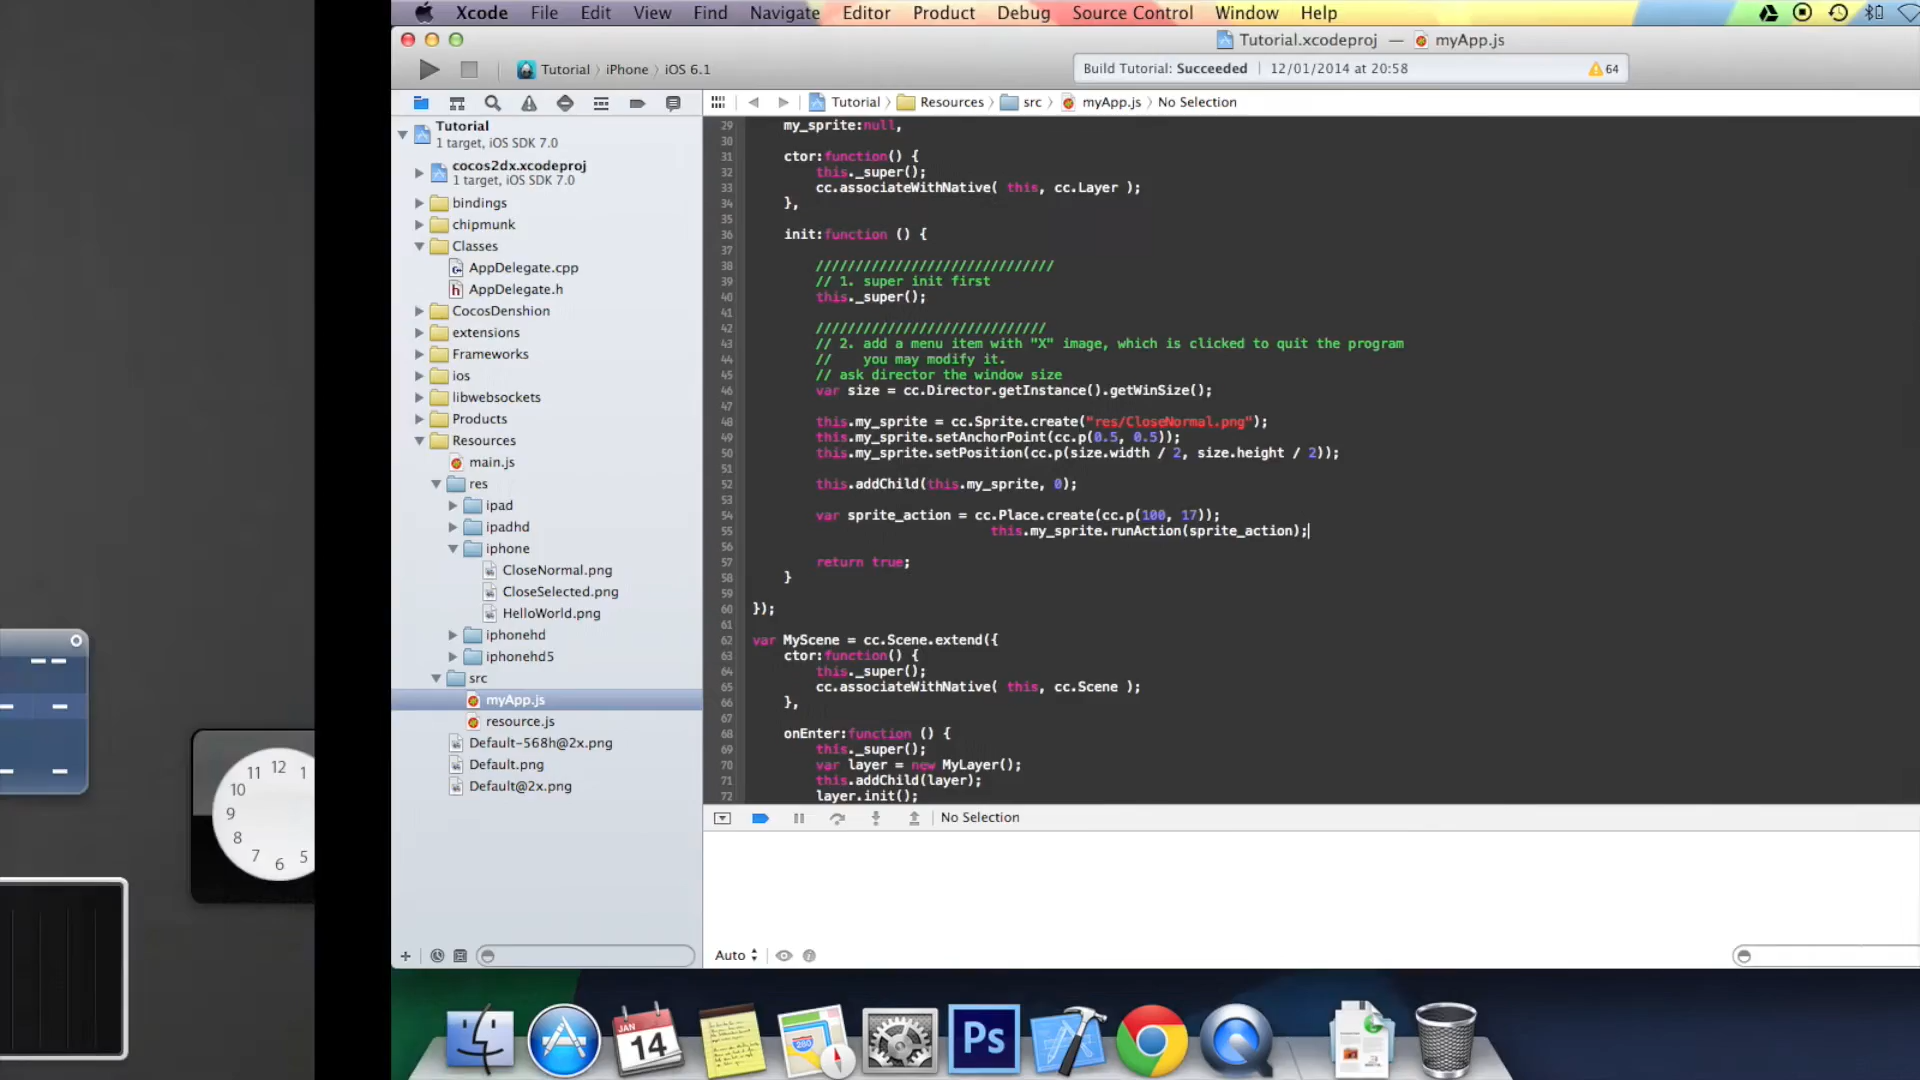 Xcode File Edit View Find Navigate Editor Product Debug Source Control Window Help
Tutorial.xcodeproj — myApp.js
Tutorial › iPhone › iOS 6.1
Build Tutorial: Succeeded | 12/01/2014 at 20:58
64
Tutorial › Resources › src › myApp.js › No Selection
Tutorial
1 target, iOS SDK 7.0
cocos2dx.xcodeproj
1 target, iOS SDK 7.0
bindings
chipmunk
Classes
AppDelegate.cpp
AppDelegate.h
CocosDenshion
extensions
Frameworks
ios
libwebsockets
Products
Resources
main.js
res
ipad
ipadhd
iphone
CloseNormal.png
CloseSelected.png
HelloWorld.png
iphonehd
iphonehd5
src
myApp.js
resource.js
Default-568h@2x.png
Default.png
Default@2x.png
29 my_sprite:null,
30
31 ctor:function() {
32 this._super();
33 cc.associateWithNative( this, cc.Layer );
34 },
35
36 init:function () {
37
38 //////////////////////////////
39 // 1. super init first
40 this._super();
41
42 /////////////////////////////
43 // 2. add a menu item with "X" image, which is clicked to quit the program
44 //    you may modify it.
45 // ask director the window size
46 var size = cc.Director.getInstance().getWinSize();
47
48 this.my_sprite = cc.Sprite.create("res/CloseNormal.png");
49 this.my_sprite.setAnchorPoint(cc.p(0.5, 0.5));
50 this.my_sprite.setPosition(cc.p(size.width / 2, size.height / 2));
51
52 this.addChild(this.my_sprite, 0);
53
54 var sprite_action = cc.Place.create(cc.p(100, 17));
55 this.my_sprite.runAction(sprite_action);
56
57 return true;
58 }
59
60 });
61
62 var MyScene = cc.Scene.extend({
63 ctor:function() {
64 this._super();
65 cc.associateWithNative( this, cc.Scene );
66 },
67
68 onEnter:function () {
69 this._super();
70 var layer = new MyLayer();
71 this.addChild(layer);
72 layer.init();
No Selection
Auto
12 1
11
10
9
8
7
6
5
JAN
14
280
Ps